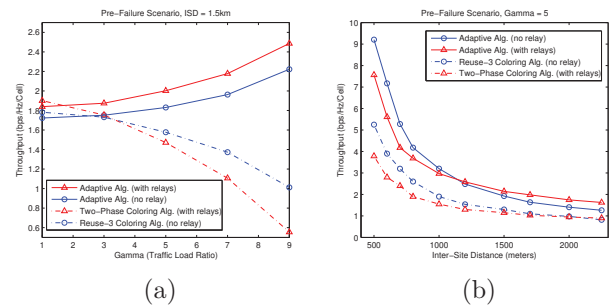 Pre−Failure Scenario, ISD = 1.5km
Throughput (bps/Hz/Cell)
2.6
2.4
2.2
2
1.8
1.6
1.4
1.2
1
0.8
0.6
Adaptive Alg. (with relays)
Adaptive Alg. (no relay)
Two−Phase Coloring Alg. (with relays)
Reuse−3 Coloring Alg. (no relay)
1 2 3 4 5 6 7 8 9
Gamma (Traffic Load Ratio)
(a)
Pre−Failure Scenario, Gamma = 5
Throughput (bps/Hz/Cell)
10
9
8
7
6
5
4
3
2
1
0
Adaptive Alg. (no relay)
Adaptive Alg. (with relays)
Reuse−3 Coloring Alg. (no relay)
Two−Phase Coloring Alg. (with relays)
500 1000 1500 2000
Inter−Site Distance (meters)
(b)